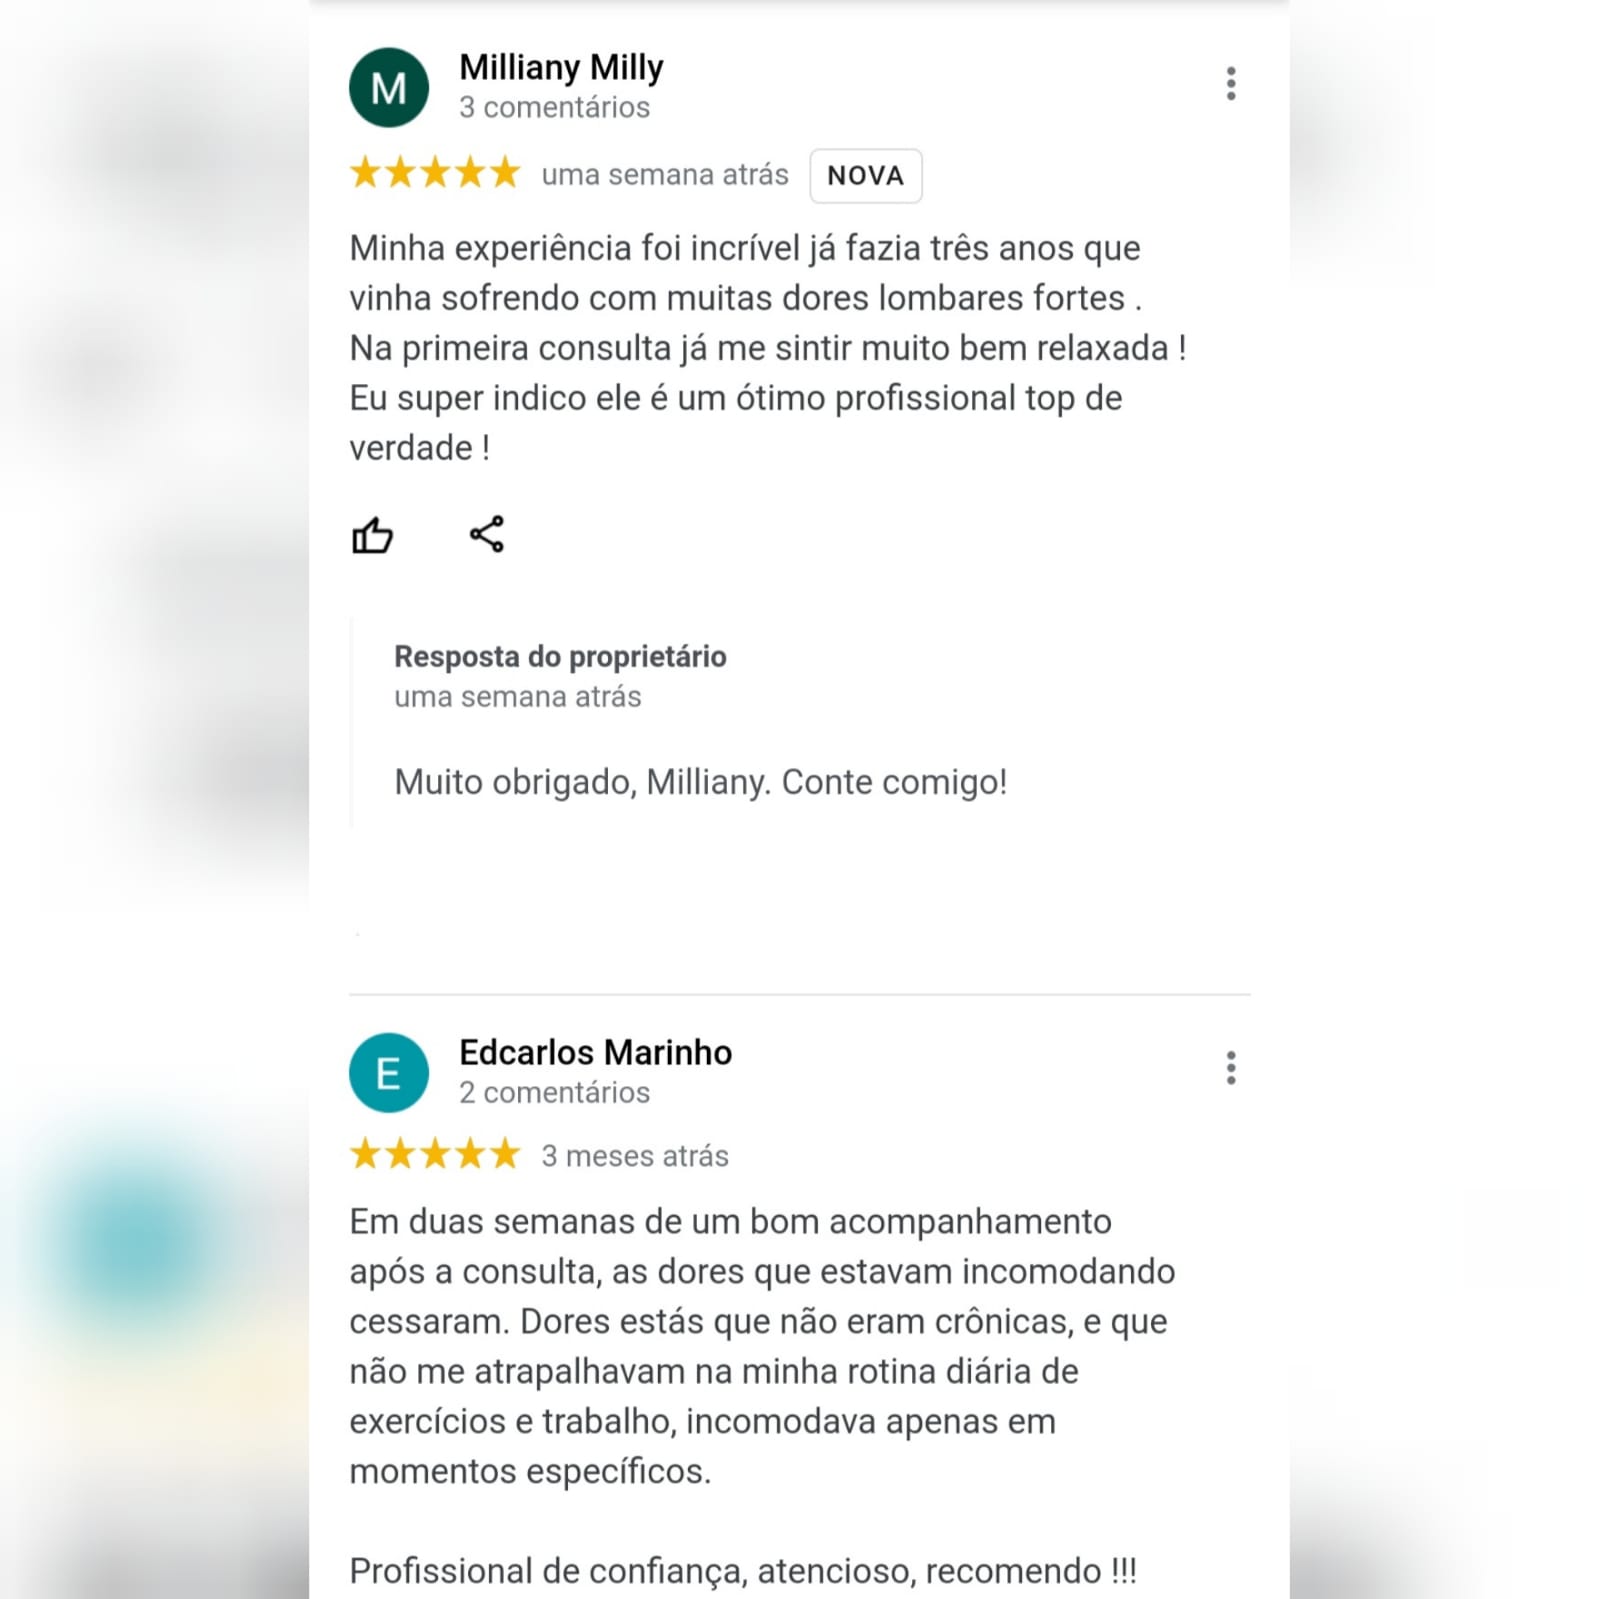 M
Milliany Milly
3 comentários
uma semana atrás NOVA
Minha experiência foi incrível já fazia três anos que
vinha sofrendo com muitas dores lombares fortes .
Na primeira consulta já me sintir muito bem relaxada !
Eu super indico ele é um ótimo profissional top de
verdade !
Resposta do proprietário
uma semana atrás
Muito obrigado, Milliany. Conte comigo!
E
Edcarlos Marinho
2 comentários
3 meses atrás
Em duas semanas de um bom acompanhamento
após a consulta, as dores que estavam incomodando
cessaram. Dores estás que não eram crônicas, e que
não me atrapalhavam na minha rotina diária de
exercícios e trabalho, incomodava apenas em
momentos específicos.
Profissional de confiança, atencioso, recomendo !!!